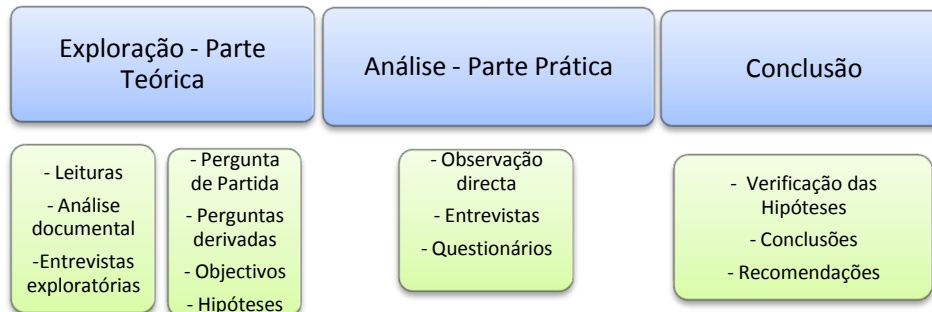 Exploração - Parte
Teórica
Análise - Parte Prática
Conclusão
- Leituras
- Análise
documental
-Entrevistas
exploratórias
- Pergunta
de Partida
- Perguntas
derivadas
- Objectivos
- Hipóteses
- Observação
directa
- Entrevistas
- Questionários
- Verificação das
Hipóteses
- Conclusões
- Recomendações